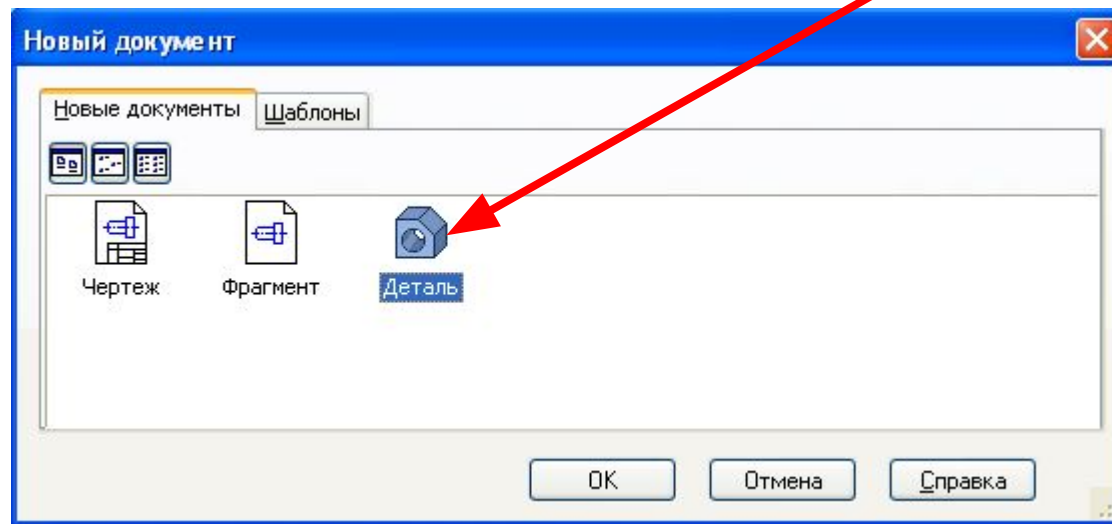 Новый документ
Новые документы Шаблоны
Чертеж Фрагмент Деталь
OK Отмена Справка